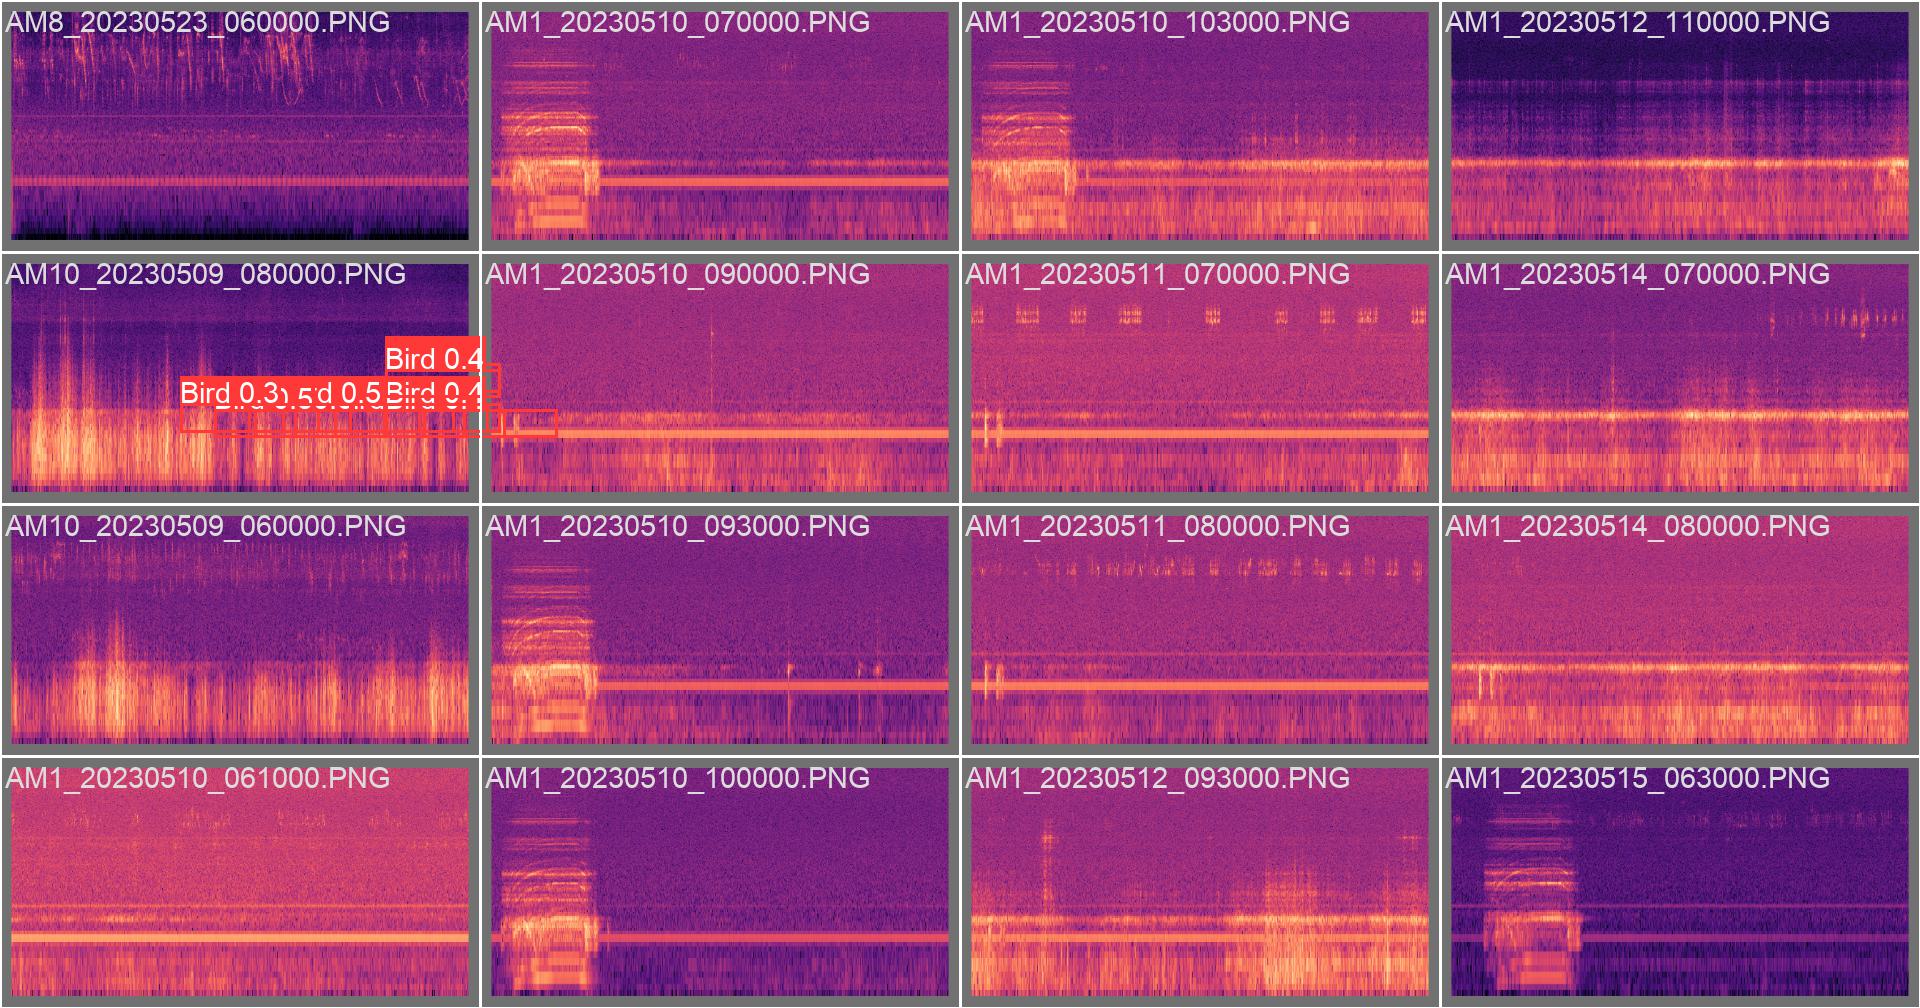 AM8_20230523_060000.PNG
AM1_20230510_070000.PNG
AM1_20230510_103000.PNG
AM1_20230512_110000.PNG
AM10_20230509_080000.PNG
AM1_20230510_090000.PNG
AM1_20230511_070000.PNG
AM1_20230514_070000.PNG
Bird 0.4
Bird 0.3
d 0.5
Bird 0.4
AM10_20230509_060000.PNG
AM1_20230510_093000.PNG
AM1_20230511_080000.PNG
AM1_20230514_080000.PNG
AM1_20230510_061000.PNG
AM1_20230510_100000.PNG
AM1_20230512_093000.PNG
AM1_20230515_063000.PNG